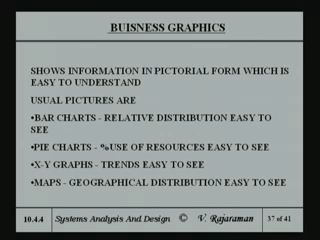 BUISNESS GRAPHICS
SHOWS INFORMATION IN PICTORIAL FORM WHICH IS
EASY TO UNDERSTAND
USUAL PICTURES ARE
•BAR CHARTS - RELATIVE DISTRIBUTION EASY TO
SEE
•PIE CHARTS - %USE OF RESOURCES EASY TO SEE
•X-Y GRAPHS - TRENDS EASY TO SEE
•MAPS - GEOGRAPHICAL DISTRIBUTION EASY TO SEE
10.4.4 Systems Analysis And Design © V. Rajaraman 37 of 41